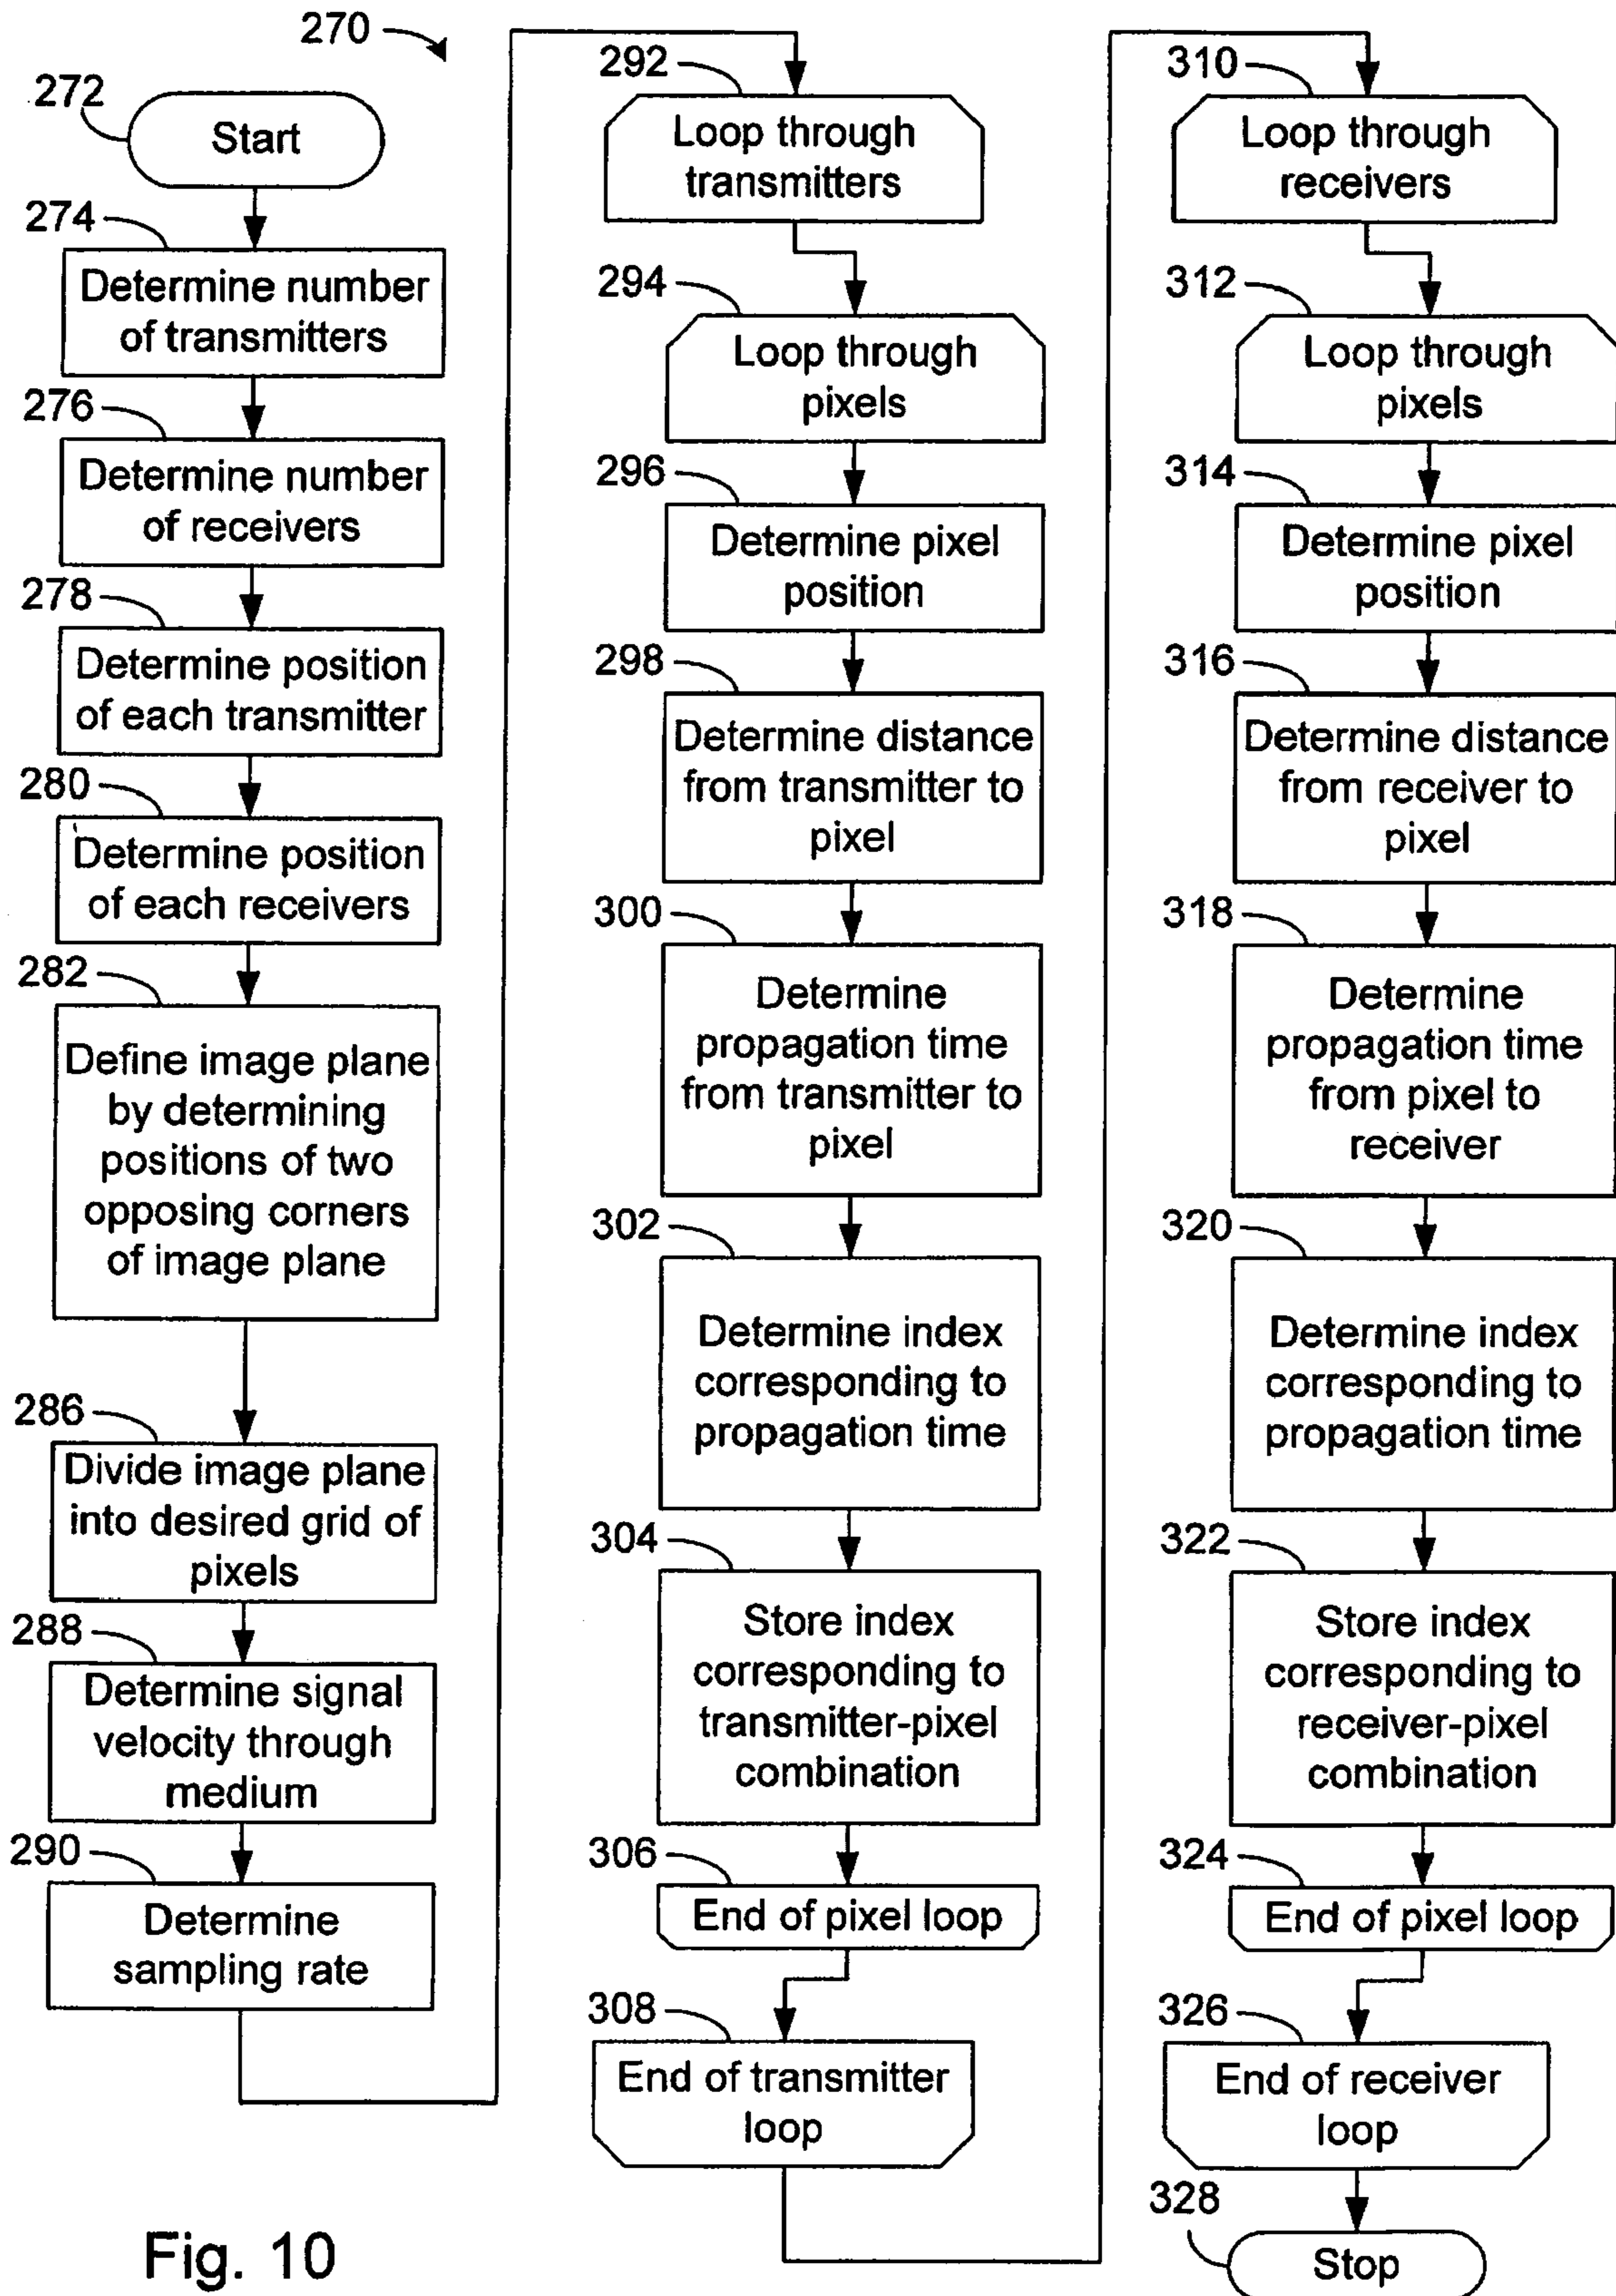 270
272
Start
274
Determine number
of transmitters
276
Determine number
of receivers
278
Determine position
of each transmitter
280
Determine position
of each receivers
282
Define image plane
by determining
positions of two
opposing corners
of image plane
286
Divide image plane
into desired grid of
pixels
288
Determine signal
velocity through
medium
290
Determine
sampling rate
292
Loop through
transmitters
294
Loop through
pixels
296
Determine pixel
position
298
Determine distance
from transmitter to
pixel
300
Determine
propagation time
from transmitter to
pixel
302
Determine index
corresponding to
propagation time
304
Store index
corresponding to
transmitter-pixel
combination
306
End of pixel loop
308
End of transmitter
loop
310
Loop through
receivers
312
Loop through
pixels
314
Determine pixel
position
316
Determine distance
from receiver to
pixel
318
Determine
propagation time
from pixel to
receiver
320
Determine index
corresponding to
propagation time
322
Store index
corresponding to
receiver-pixel
combination
324
End of pixel loop
326
End of receiver
loop
328
Stop
Fig. 10